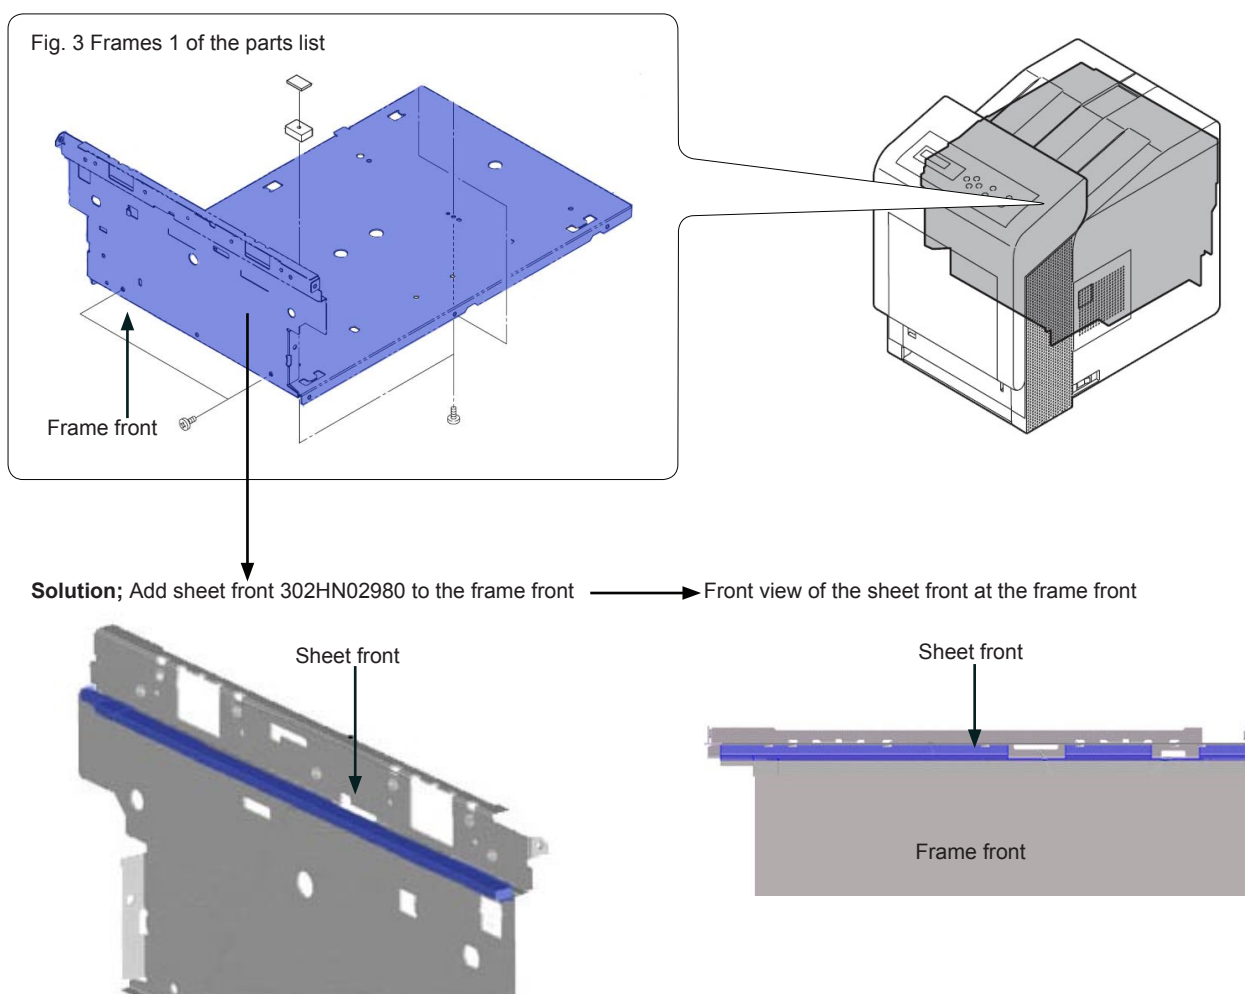 Fig. 3 Frames 1 of the parts list
Frame front
Solution; Add sheet front 302HN02980 to the frame front
Front view of the sheet front at the frame front
Sheet front
Sheet front
Frame front